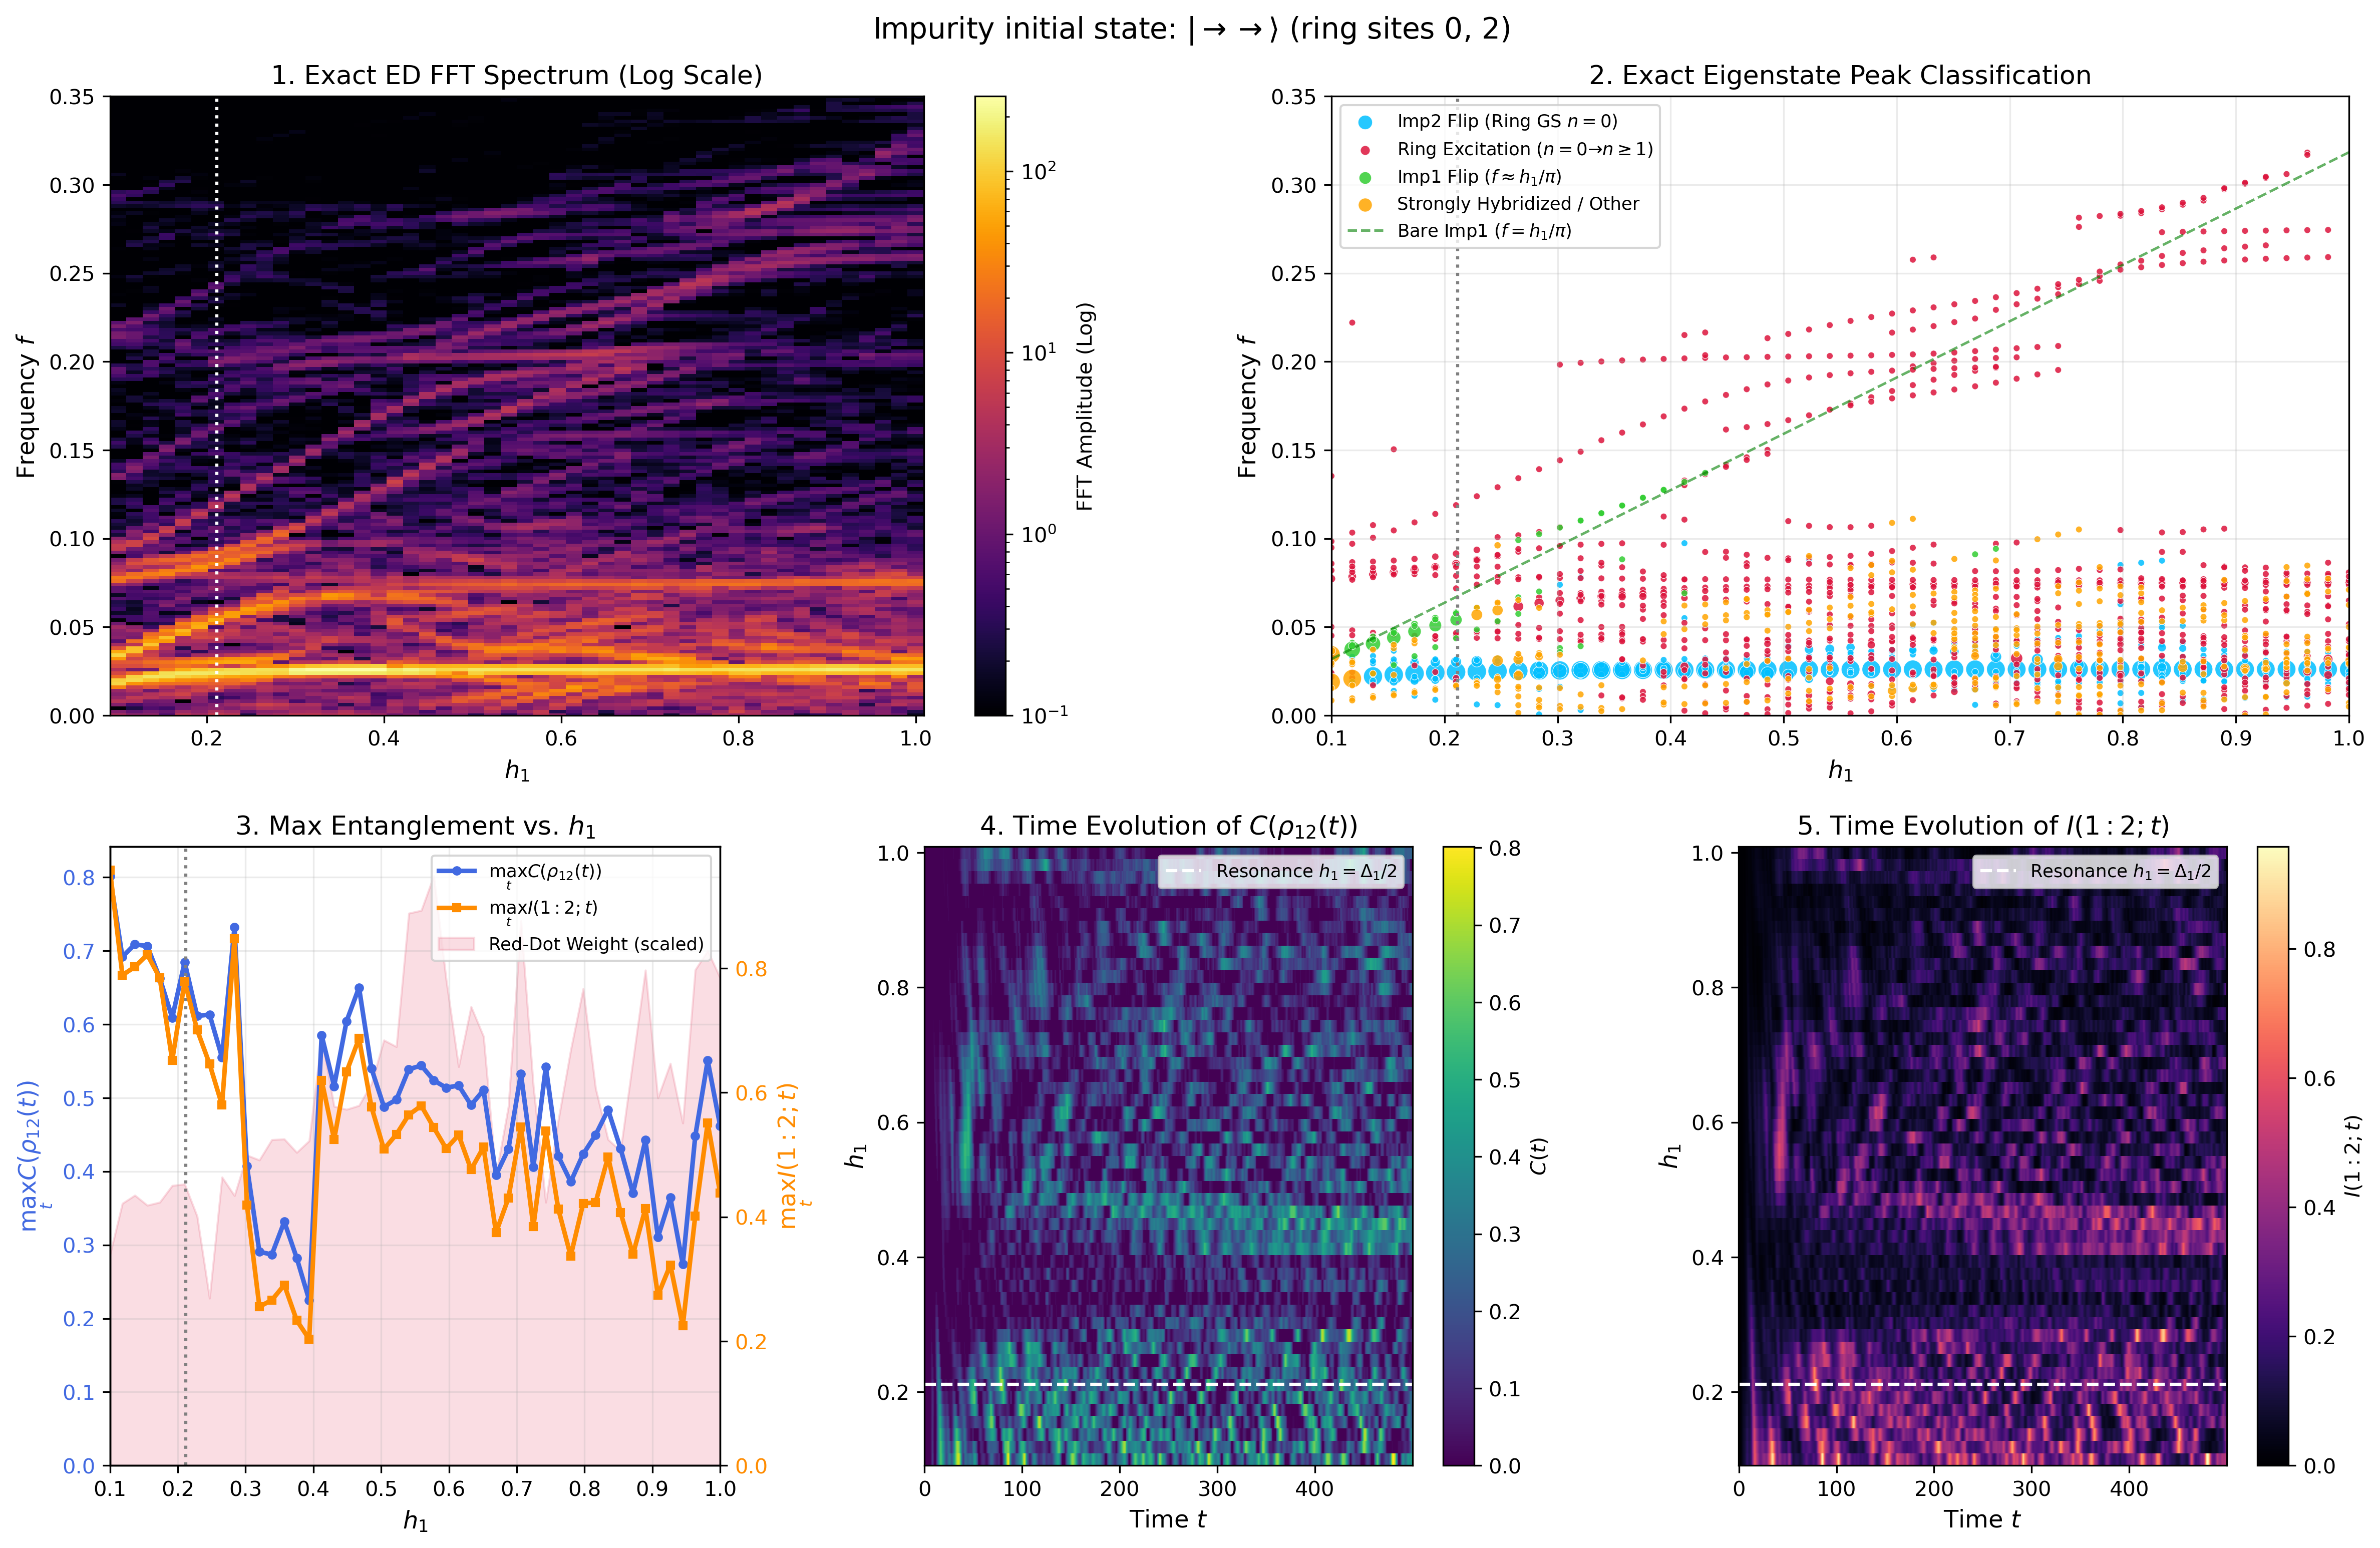 Impurity initial state: |→→⟩ (ring sites 0, 2)
1. Exact ED FFT Spectrum (Log Scale)
Frequency f
0.35
0.30
0.25
0.20
0.15
0.10
0.05
0.00
0.2 0.4 0.6 0.8 1.0
h₁
10²
10¹
10⁰
10⁻¹
FFT Amplitude (Log)
2. Exact Eigenstate Peak Classification
Frequency f
0.35
0.30
0.25
0.20
0.15
0.10
0.05
0.00
Imp2 Flip (Ring GS n = 0)
Ring Excitation (n = 0→n ≥ 1)
Imp1 Flip (f ≈ h₁/π)
Strongly Hybridized / Other
Bare Imp1 (f = h₁/π)
0.1 0.2 0.3 0.4 0.5 0.6 0.7 0.8 0.9 1.0
h₁
3. Max Entanglement vs. h₁
max C(ρ₁₂(t))
t
0.8
0.7
0.6
0.5
0.4
0.3
0.2
0.1
0.0
max C(ρ₁₂(t))
t
max I(1 : 2; t)
t
Red-Dot Weight (scaled)
0.8
0.6
0.4
0.2
0.0
max I(1 : 2; t)
t
0.1 0.2 0.3 0.4 0.5 0.6 0.7 0.8 0.9 1.0
h₁
4. Time Evolution of C(ρ₁₂(t))
h₁
1.0
0.8
0.6
0.4
0.2
Resonance h₁ = Δ₁/2
0 100 200 300 400
Time t
0.8
0.7
0.6
0.5
0.4
0.3
0.2
0.1
0.0
C(t)
5. Time Evolution of I(1 : 2; t)
h₁
1.0
0.8
0.6
0.4
0.2
Resonance h₁ = Δ₁/2
0 100 200 300 400
Time t
0.8
0.6
0.4
0.2
0.0
I(1 : 2; t)